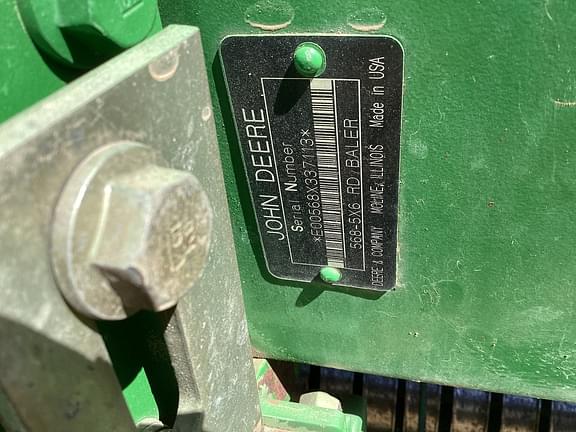 JOHN DEERE
Serial Number
*E00568X337113*
568-5X6 RD/BALER
DEERE & COMPANY MOLINE, ILLINOIS Made in USA